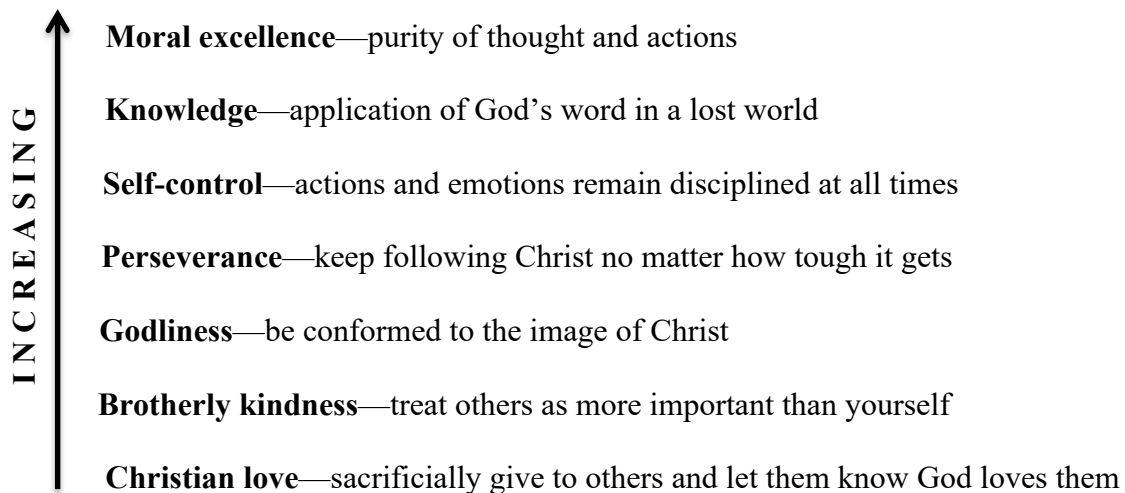 INCREASING
Moral excellence—purity of thought and actions
Knowledge—application of God’s word in a lost world
Self-control—actions and emotions remain disciplined at all times
Perseverance—keep following Christ no matter how tough it gets
Godliness—be conformed to the image of Christ
Brotherly kindness—treat others as more important than yourself
Christian love—sacrificially give to others and let them know God loves them